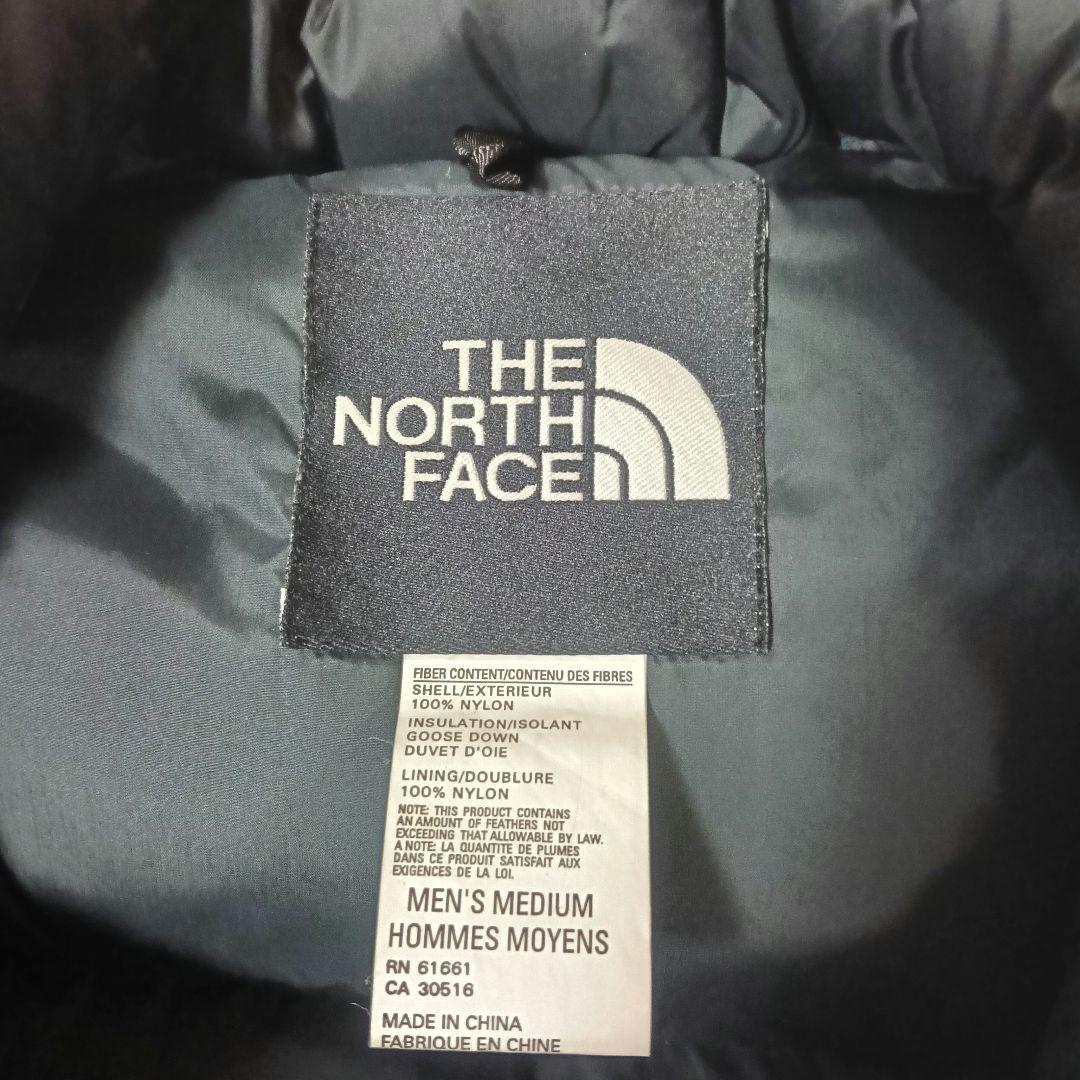 THE
NORTH
FACE
FIBER CONTENT/CONTENU DES FIBRES
SHELL/EXTERIEUR
100% NYLON
INSULATION/ISOLANT
GOOSE DOWN
DUVET D'OIE
LINING/DOUBLURE
100% NYLON
NOTE: THIS PRODUCT CONTAINS
AN AMOUNT OF FEATHERS NOT
EXCEEDING THAT ALLOWABLE BY LAW.
A NOTE: LA QUANTITE DE PLUMES
DANS CE PRODUIT SATISFAIT AUX
EXIGENCES DE LA LOI.
MEN'S MEDIUM
HOMMES MOYENS
RN 61661
CA 30516
MADE IN CHINA
FABRIQUE EN CHINE